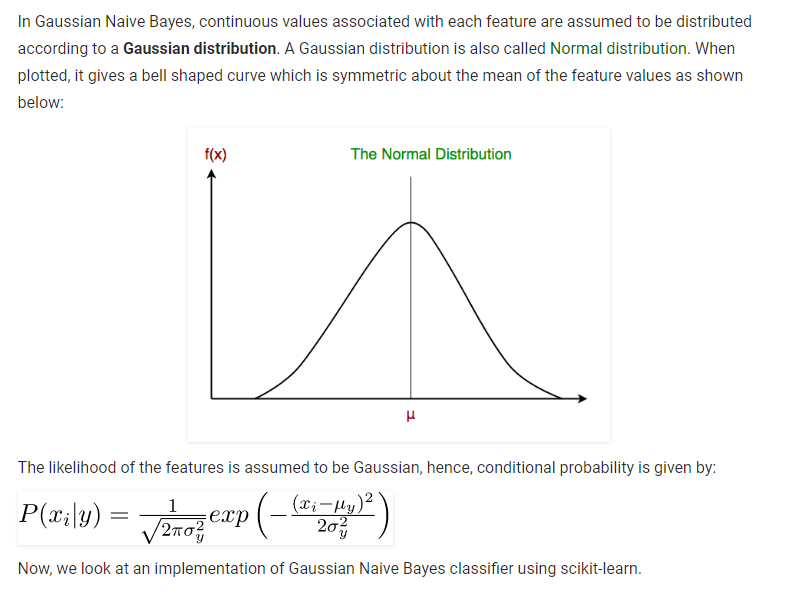 In Gaussian Naive Bayes, continuous values associated with each feature are assumed to be distributed
according to a Gaussian distribution. A Gaussian distribution is also called Normal distribution. When
plotted, it gives a bell shaped curve which is symmetric about the mean of the feature values as shown
below:
f(x)
The Normal Distribution
μ
The likelihood of the features is assumed to be Gaussian, hence, conditional probability is given by:
P(x_i|y) = \frac{1}{\sqrt{2\pi\sigma_y^2}} exp\left(-\frac{(x_i-\mu_y)^2}{2\sigma_y^2}\right)
Now, we look at an implementation of Gaussian Naive Bayes classifier using scikit-learn.